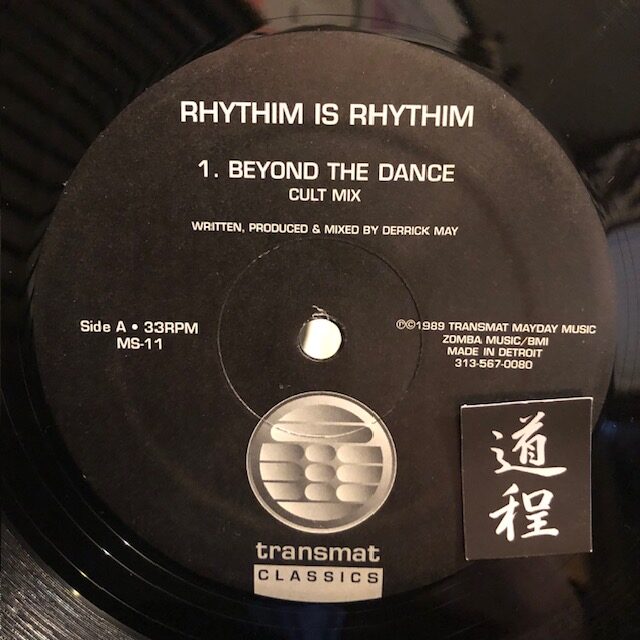 RHYTHIM IS RHYTHIM
1. BEYOND THE DANCE
CULT MIX
WRITTEN, PRODUCED & MIXED BY DERRICK MAY
Side A • 33RPM
MS-11
℗©1989 TRANSMAT MAYDAY MUSIC
ZOMBA MUSIC/BMI
MADE IN DETROIT
313-567-0080
道程
transmat
CLASSICS